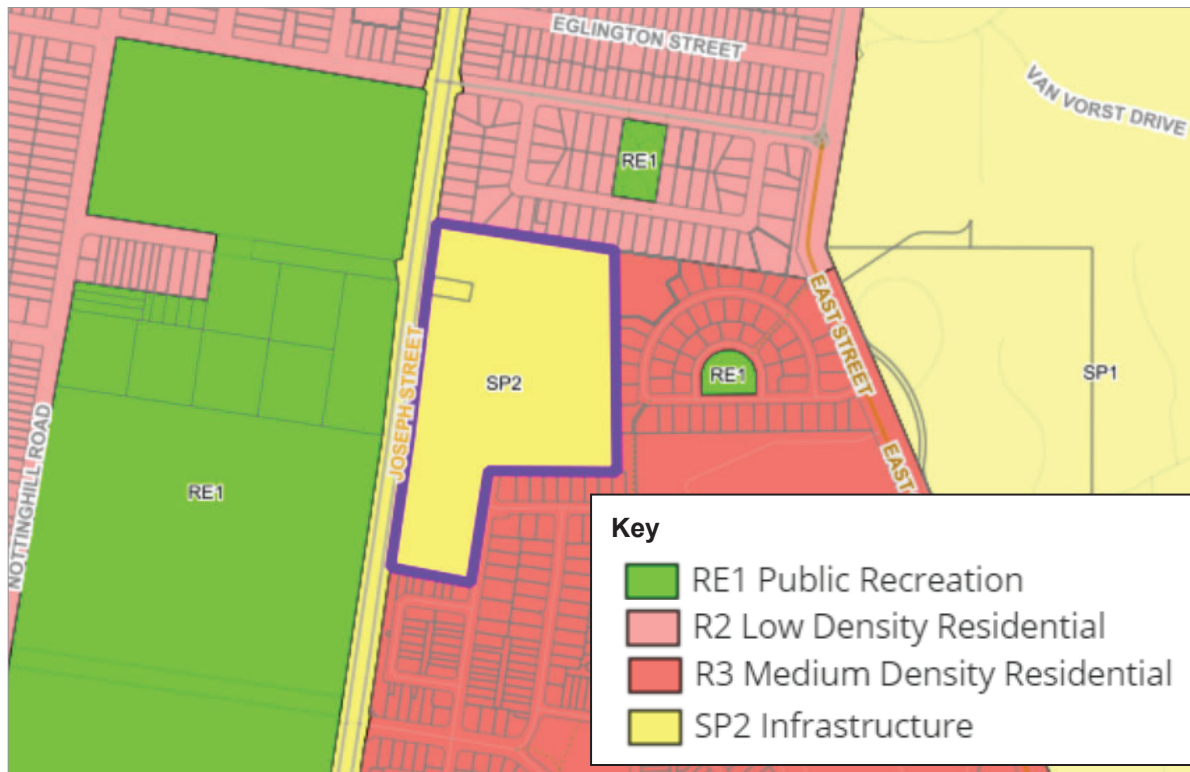 EGLINGTON STREET
VAN VORST DRIVE
RE1
EAST STREET
JOSEPH STREET
SP2
RE1
SP1
NOTTINGHILL ROAD
RE1
EAST
Key
RE1 Public Recreation
R2 Low Density Residential
R3 Medium Density Residential
SP2 Infrastructure